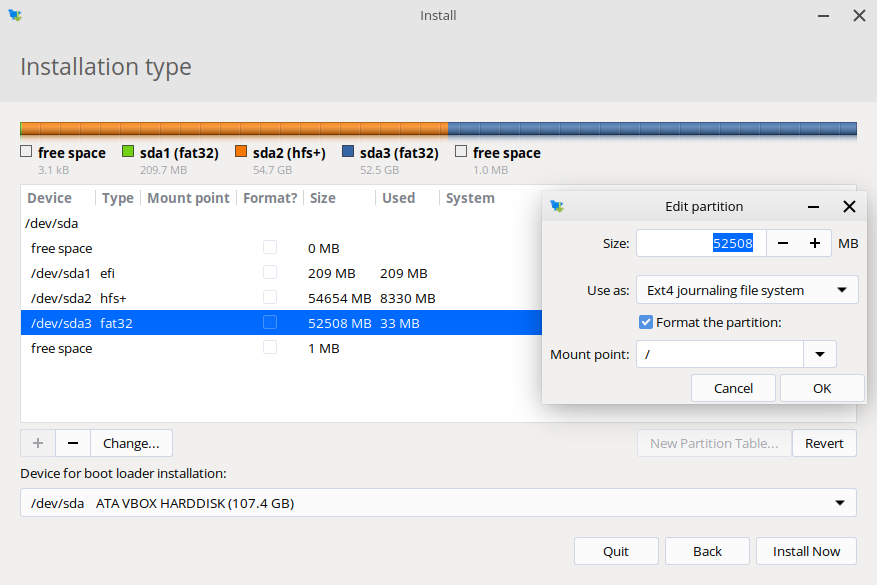 Install
Installation type
free space sda1 (fat32) sda2 (hfs+) sda3 (fat32) free space
3.1 kB 209.7 MB 54.7 GB 52.5 GB 1.0 MB
Device Type Mount point Format? Size Used System
/dev/sda
free space 0 MB
/dev/sda1 efi 209 MB 209 MB
/dev/sda2 hfs+ 54654 MB 8330 MB
/dev/sda3 fat32 52508 MB 33 MB
free space 1 MB
Edit partition
Size: 52508 MB
Use as: Ext4 journaling file system
Format the partition:
Mount point: /
Cancel OK
+ − Change... New Partition Table... Revert
Device for boot loader installation:
/dev/sda ATA VBOX HARDDISK (107.4 GB)
Quit Back Install Now